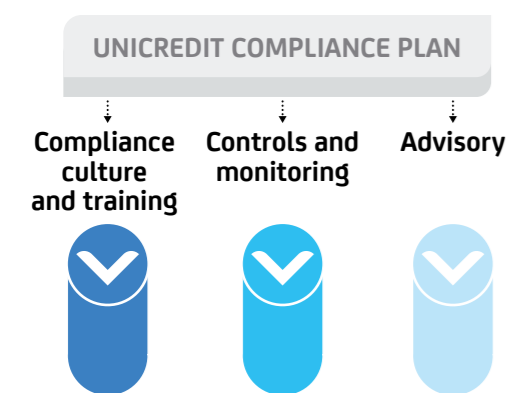 UNICREDIT COMPLIANCE PLAN
Compliance
culture
and training
Controls and
monitoring
Advisory